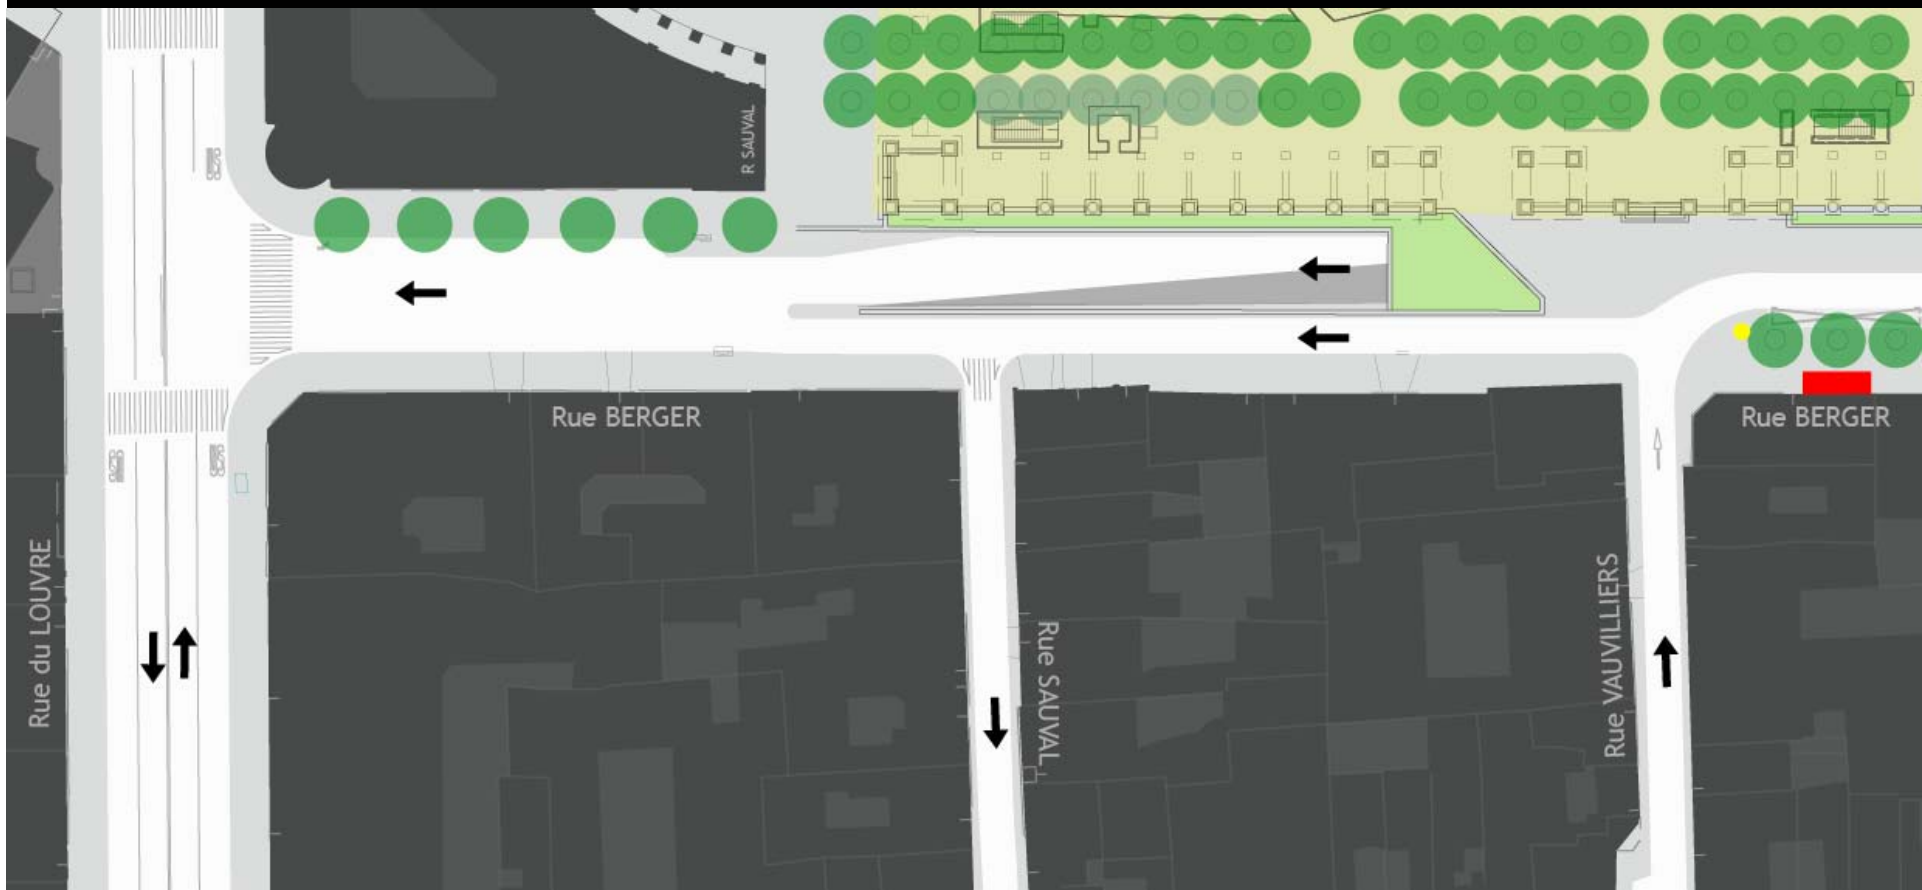 R SAUVAL
Rue BERGER
Rue BERGER
Rue du LOUVRE
Rue SAUVAL
Rue VAUVILLIERS